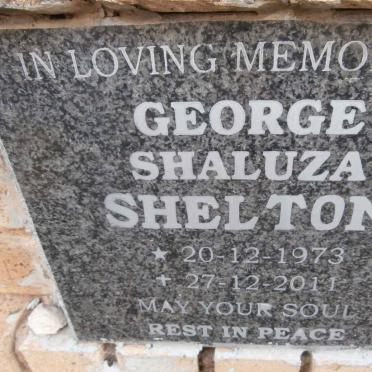 IN LOVING MEMO
GEORGE
SHALUZA
SHELTON
★ 20-12-1973
✝ 27-12-2011
MAY YOUR SOUL
REST IN PEACE